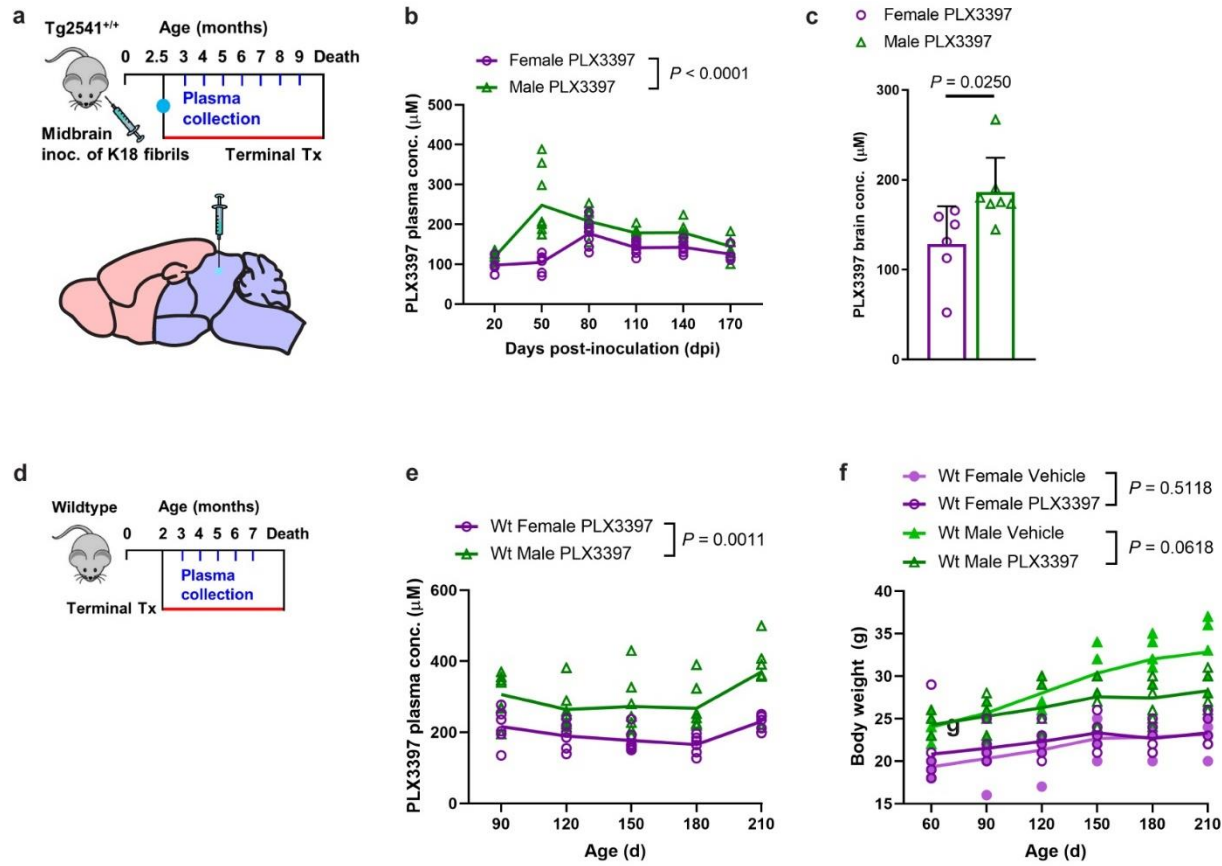 a
Tg2541+/+
Age (months)
0 2.5 3 4 5 6 7 8 9 Death
Plasma
collection
Midbrain
inoc. of K18 fibrils
Terminal Tx
b
Female PLX3397
Male PLX3397
P < 0.0001
PLX3397 plasma conc. (μM)
500
400
300
200
100
0
20 50 80 110 140 170
Days post-inoculation (dpi)
c
Female PLX3397
Male PLX3397
P = 0.0250
PLX3397 brain conc. (μM)
300
200
100
0
d
Wildtype
Age (months)
0 2 3 4 5 6 7 Death
Plasma
collection
Terminal Tx
e
Wt Female PLX3397
Wt Male PLX3397
P = 0.0011
PLX3397 plasma conc. (μM)
600
400
200
0
90 120 150 180 210
Age (d)
f
Wt Female Vehicle
Wt Female PLX3397
P = 0.5118
Wt Male Vehicle
Wt Male PLX3397
P = 0.0618
Body weight (g)
40
35
30
25
20
15
g
60 90 120 150 180 210
Age (d)